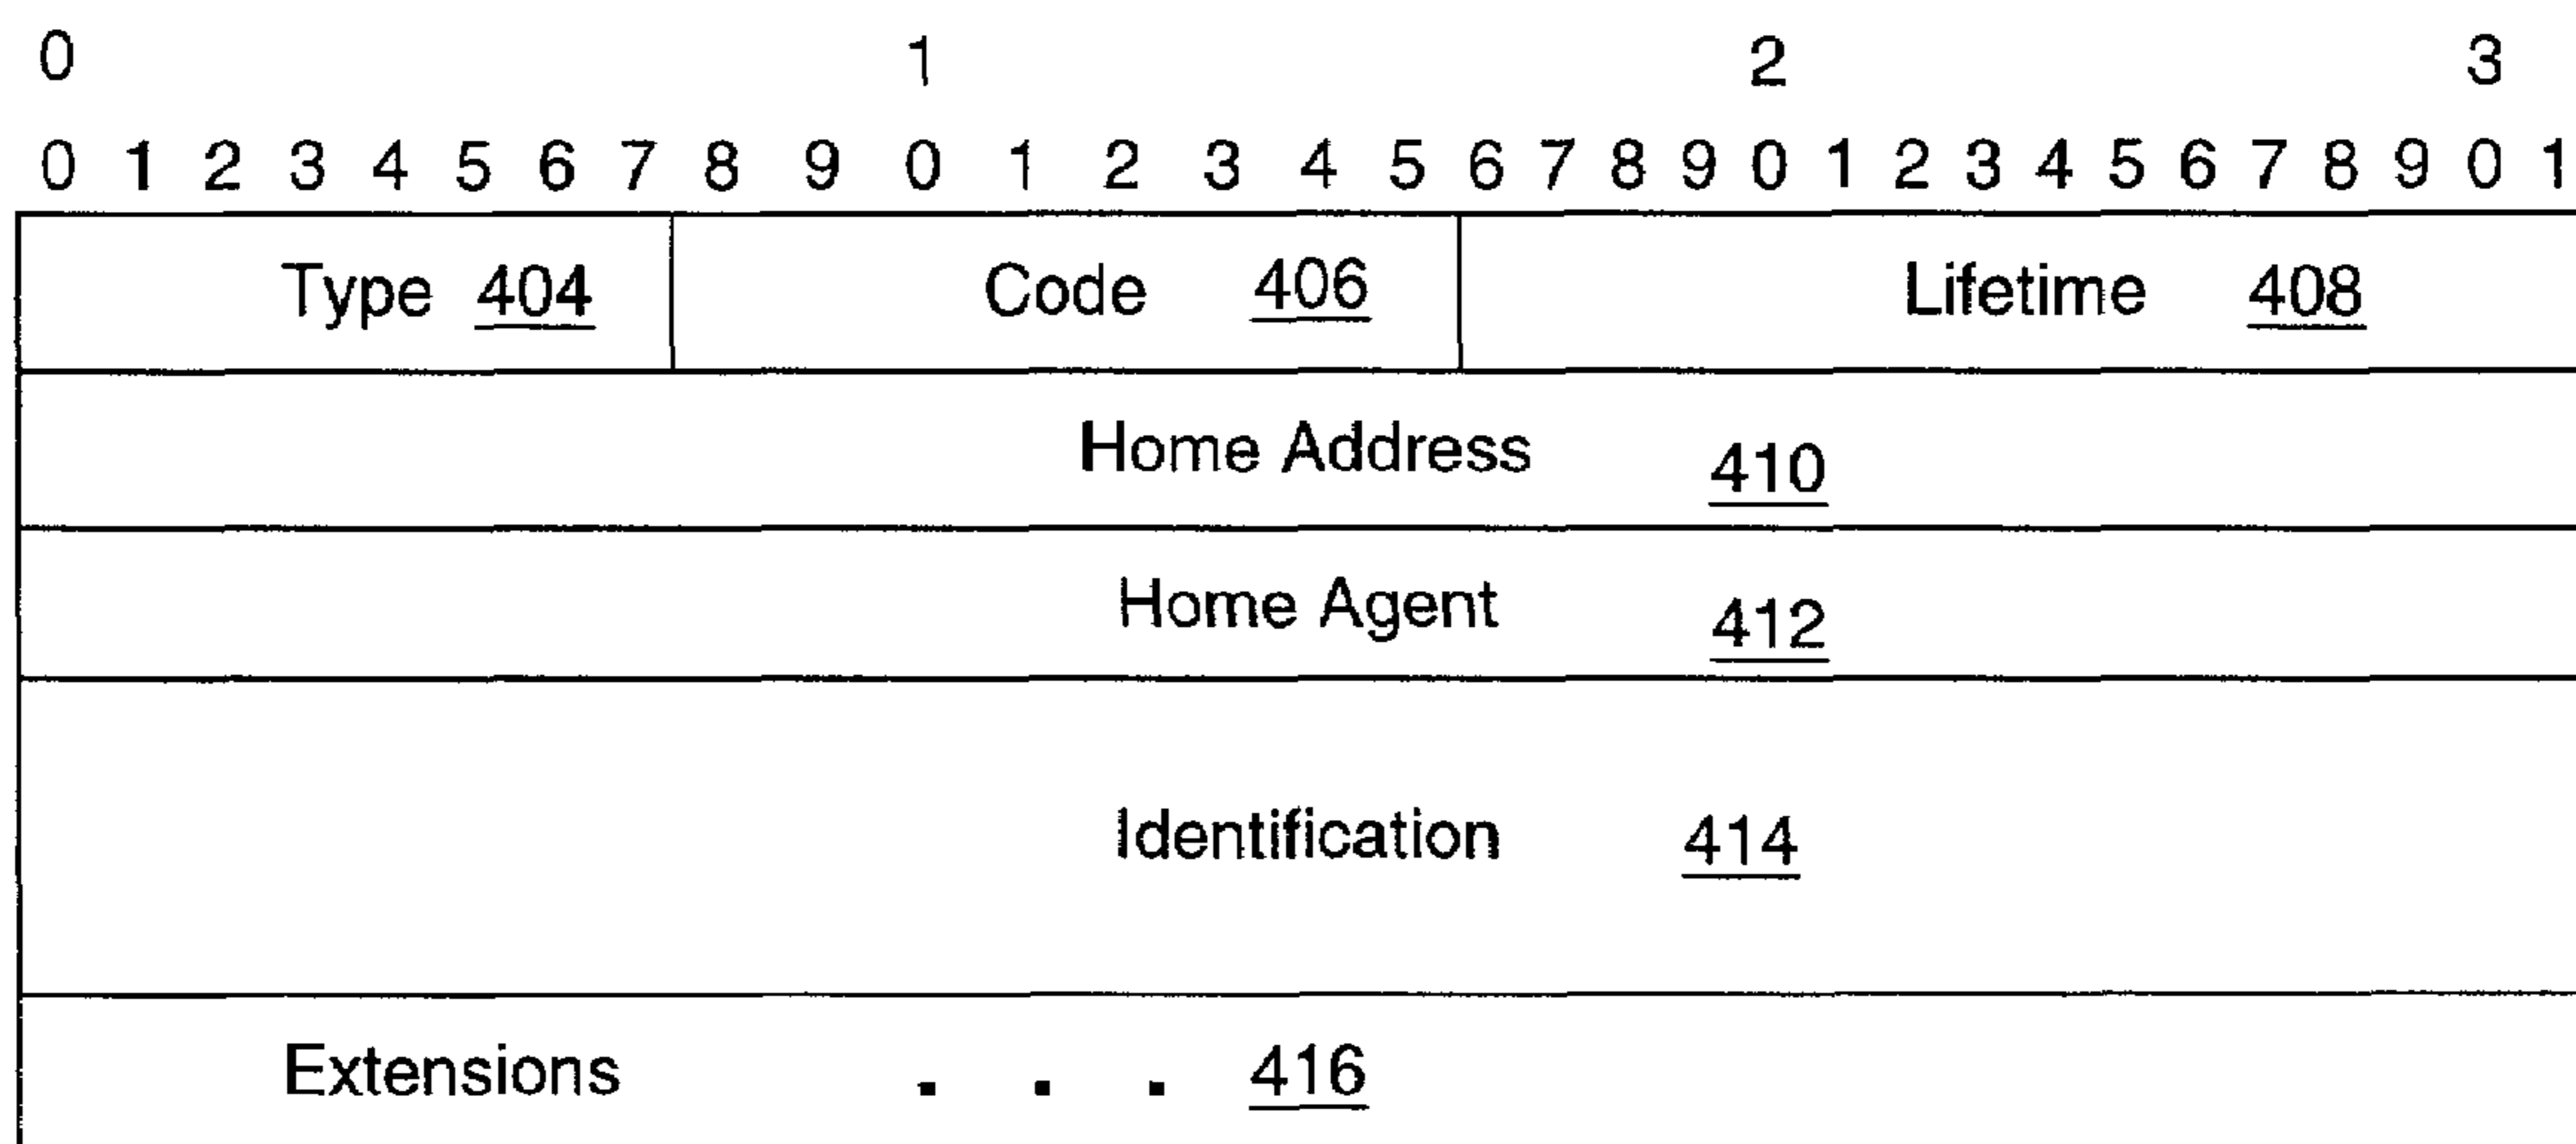 0 1 2 3
0 1 2 3 4 5 6 7 8 9 0 1 2 3 4 5 6 7 8 9 0 1 2 3 4 5 6 7 8 9 0 1
Type 404 Code 406 Lifetime 408
Home Address 410
Home Agent 412
Identification 414
Extensions . . . 416